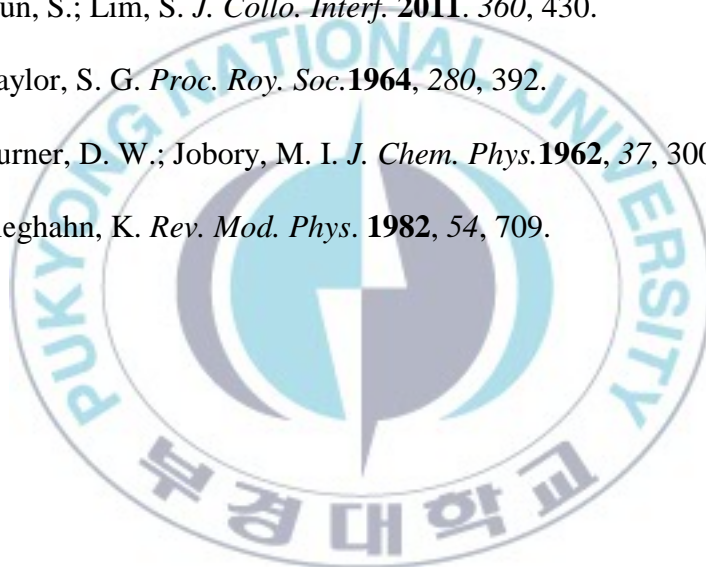 un, S.; Lim, S. J. Collo. Interf. 2011. 360, 430.
aylor, S. G. Proc. Roy. Soc.1964, 280, 392.
urner, D. W.; Jobory, M. I. J. Chem. Phys.1962, 37, 300
ieghahn, K. Rev. Mod. Phys. 1982, 54, 709.
PUKYONG NATIONAL UNIVERSITY
부경대학교